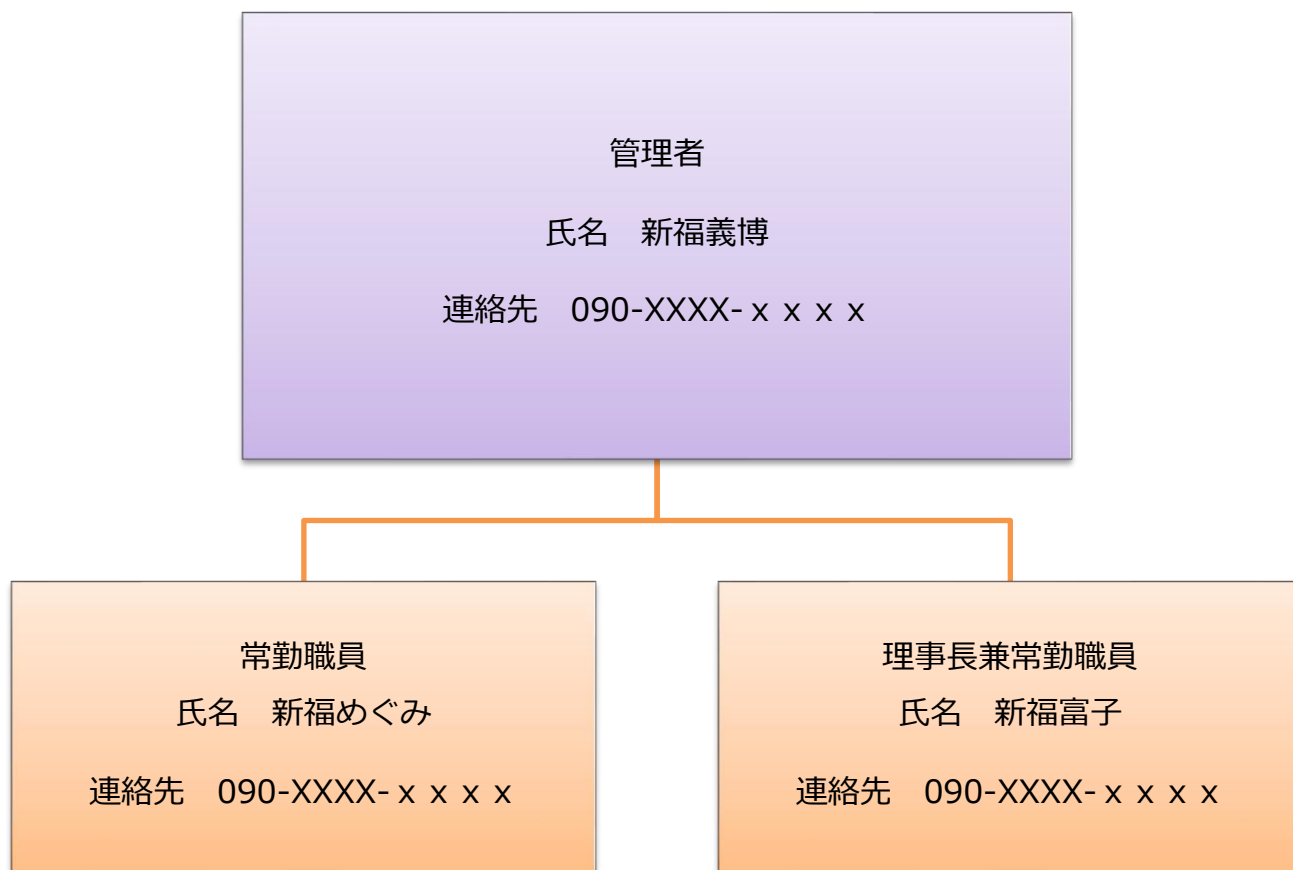 管理者
氏名　新福義博
連絡先　090-XXXX-ｘｘｘｘ
常勤職員
氏名　新福めぐみ
連絡先　090-XXXX-ｘｘｘｘ
理事長兼常勤職員
氏名　新福富子
連絡先　090-XXXX-ｘｘｘｘ